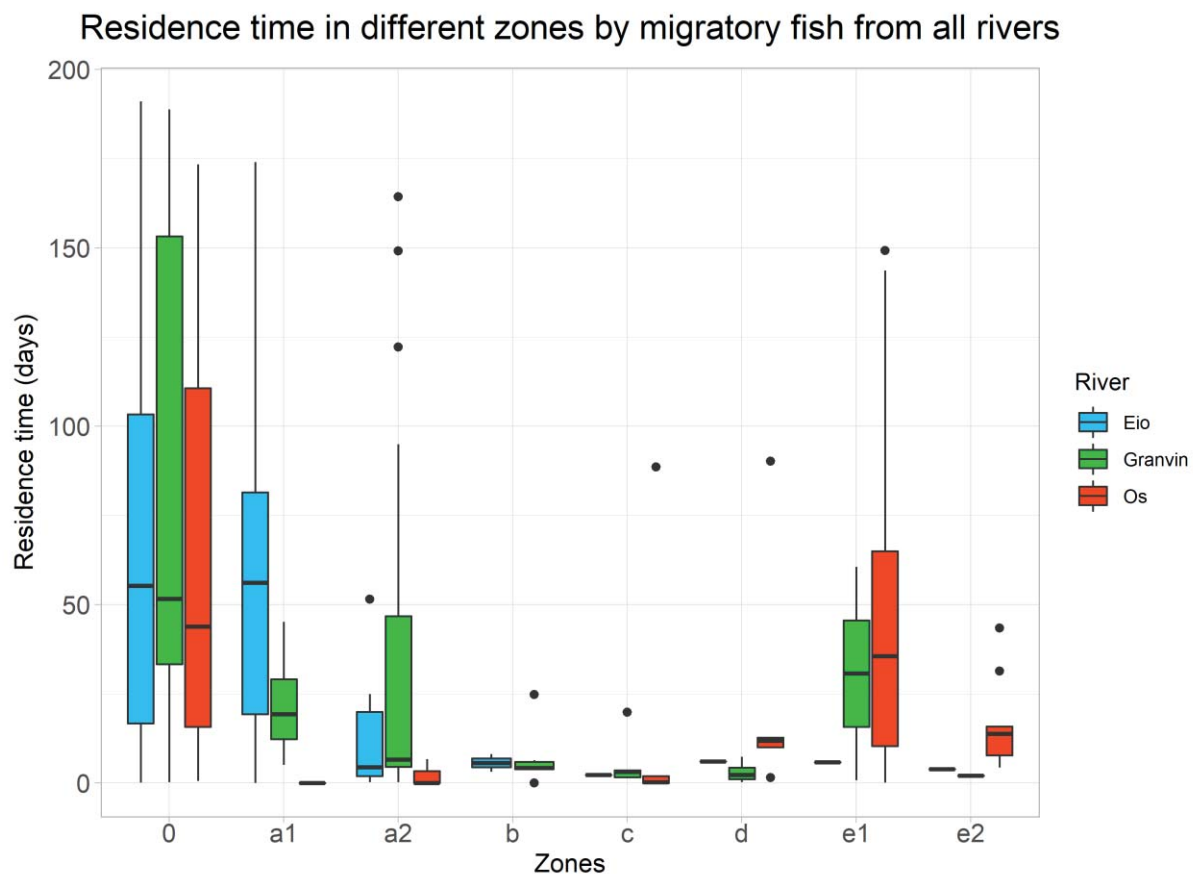 Residence time in different zones by migratory fish from all rivers
200
150
100
50
0
Residence time (days)
0 a1 a2 b c d e1 e2
Zones
River
Eio
Granvin
Os